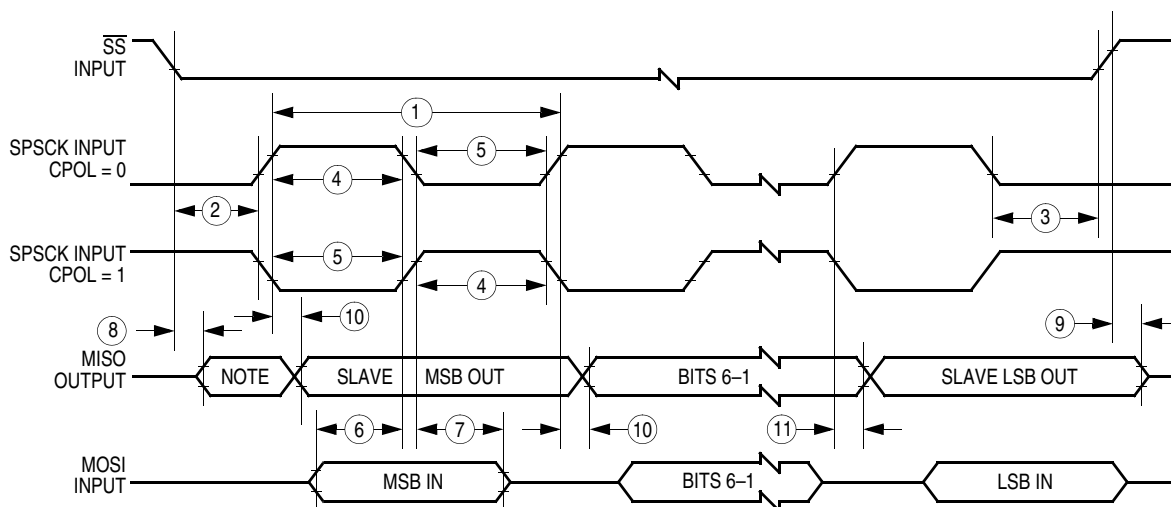 SS
INPUT
1
SPSCK INPUT
CPOL = 0
5
4
2
3
SPSCK INPUT
CPOL = 1
5
4
8
10
9
MISO
OUTPUT
NOTE
SLAVE
MSB OUT
BITS 6–1
SLAVE LSB OUT
6
7
10
11
MOSI
INPUT
MSB IN
BITS 6–1
LSB IN